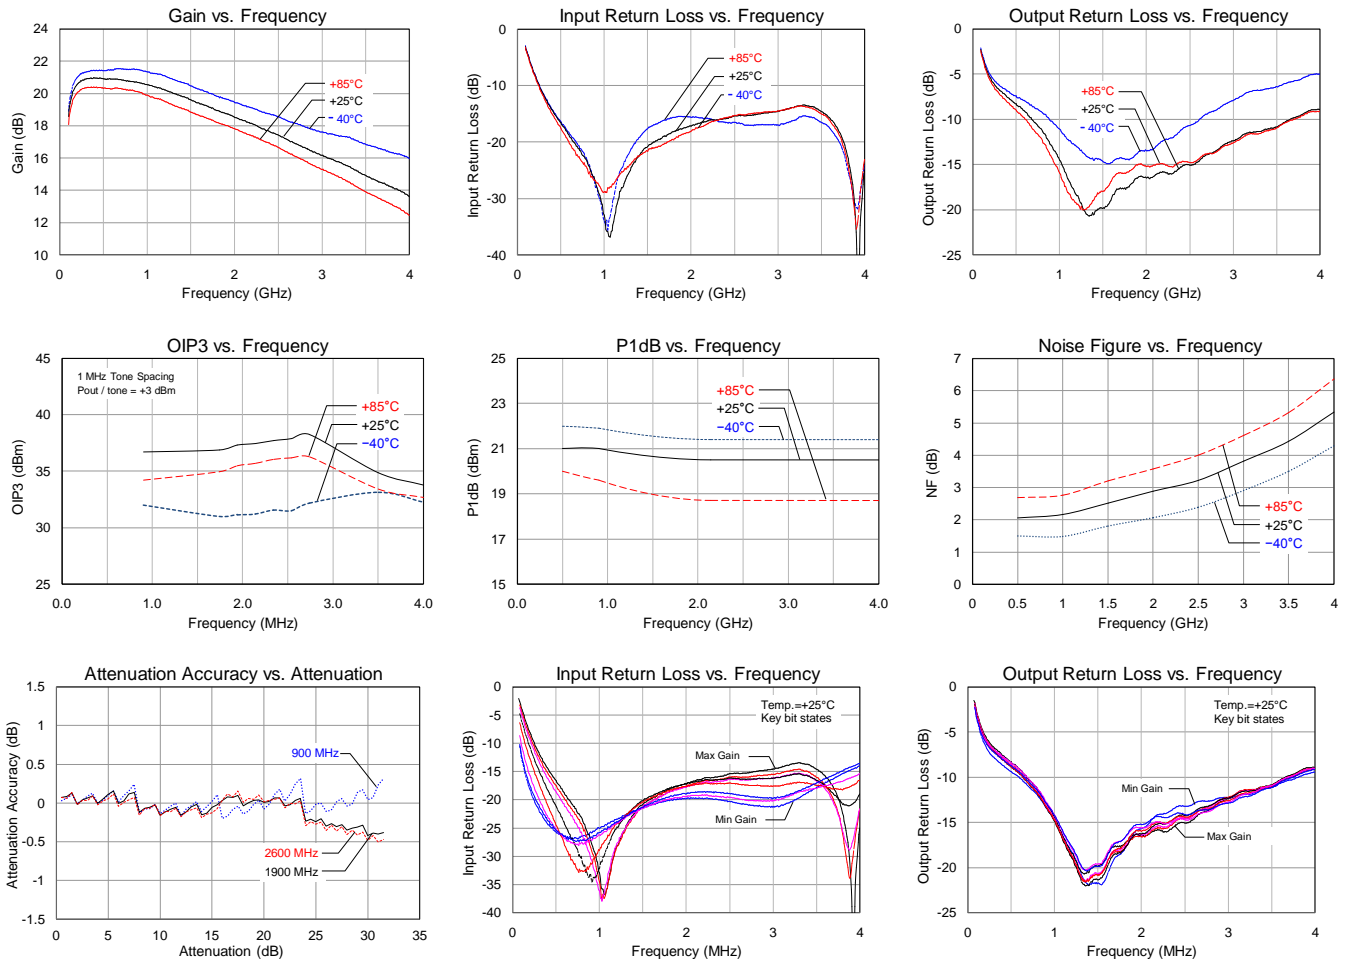 Gain vs. Frequency
24
22
20
18
16
14
12
10
Gain (dB)
+85°C
+25°C
-40°C
0 1 2 3 4
Frequency (GHz)
Input Return Loss vs. Frequency
0
-10
-20
-30
-40
Input Return Loss (dB)
+85°C
+25°C
-40°C
0 1 2 3 4
Frequency (GHz)
Output Return Loss vs. Frequency
0
-5
-10
-15
-20
-25
Output Return Loss (dB)
+85°C
+25°C
-40°C
0 1 2 3 4
Frequency (GHz)
OIP3 vs. Frequency
45
40
35
30
25
OIP3 (dBm)
1 MHz Tone Spacing
Pout / tone = +3 dBm
+85°C
+25°C
−40°C
0.0 1.0 2.0 3.0 4.0
Frequency (MHz)
P1dB vs. Frequency
25
23
21
19
17
15
P1dB (dBm)
+85°C
+25°C
−40°C
0.0 1.0 2.0 3.0 4.0
Frequency (GHz)
Noise Figure vs. Frequency
7
6
5
4
3
2
1
0
NF (dB)
+85°C
+25°C
−40°C
0 0.5 1 1.5 2 2.5 3 3.5 4
Frequency (GHz)
Attenuation Accuracy vs. Attenuation
1.5
1
0.5
0
-0.5
-1
-1.5
Attenuation Accuracy (dB)
900 MHz
2600 MHz
1900 MHz
0 5 10 15 20 25 30 35
Attenuation (dB)
Input Return Loss vs. Frequency
0
-5
-10
-15
-20
-25
-30
-35
-40
Input Return Loss (dB)
Temp.=+25°C
Key bit states
Max Gain
Min Gain
0 1 2 3 4
Frequency (MHz)
Output Return Loss vs. Frequency
0
-5
-10
-15
-20
-25
Output Return Loss (dB)
Temp.=+25°C
Key bit states
Min Gain
Max Gain
0 1 2 3 4
Frequency (MHz)